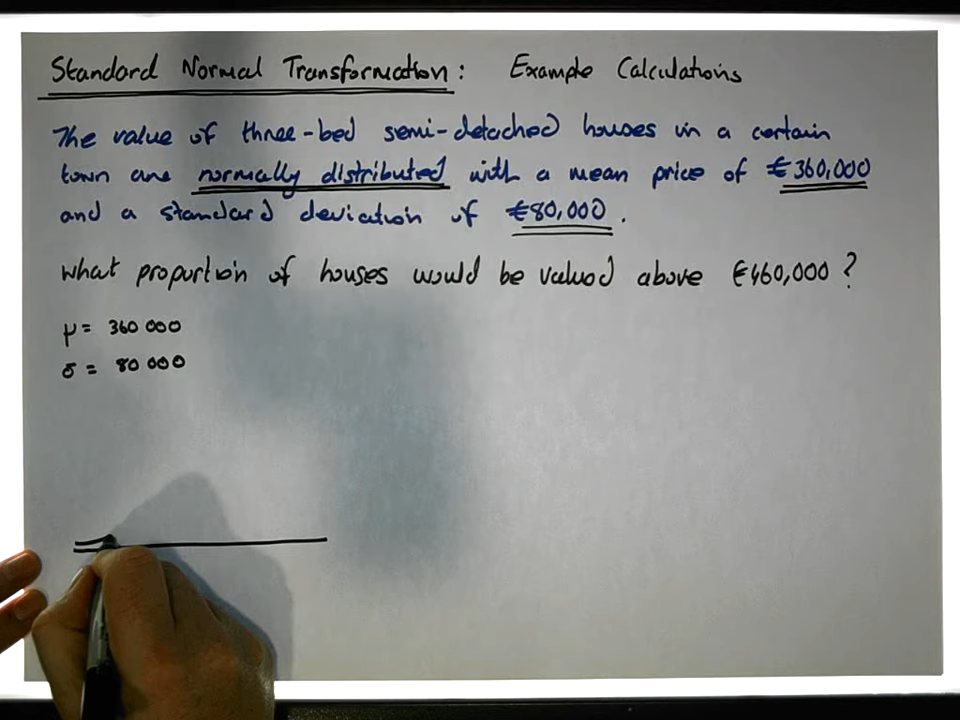 Standard Normal Transformation: Example Calculations
The value of three-bed semi-detached houses in a certain
town are normally distributed with a mean price of €360,000
and a standard deviation of €80,000.
What proportion of houses would be valued above €460,000?
μ = 360 000
σ = 80 000